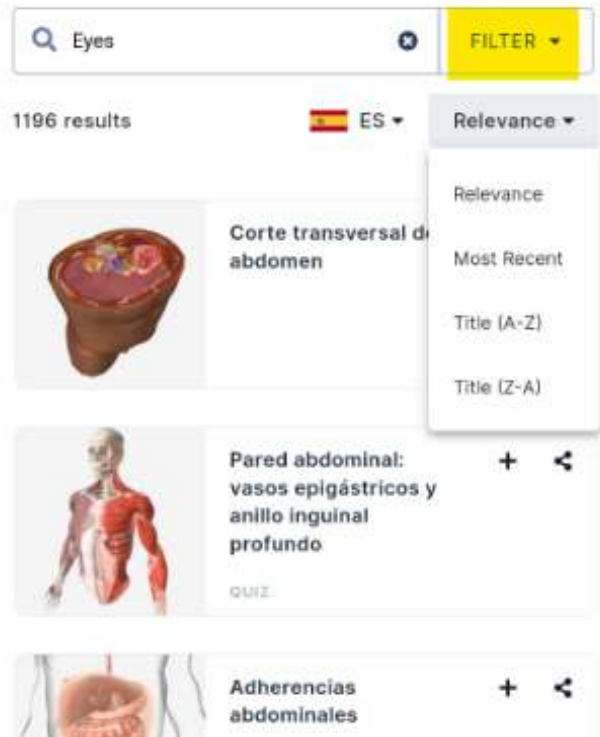 Eyes
FILTER
1196 results
ES
Relevance
Relevance
Most Recent
Title (A-Z)
Title (Z-A)
Corte transversal
abdomen
Pared abdominal:
vasos epigástricos y
anillo inguinal
profundo
QUIZ
Adherencias
abdominales